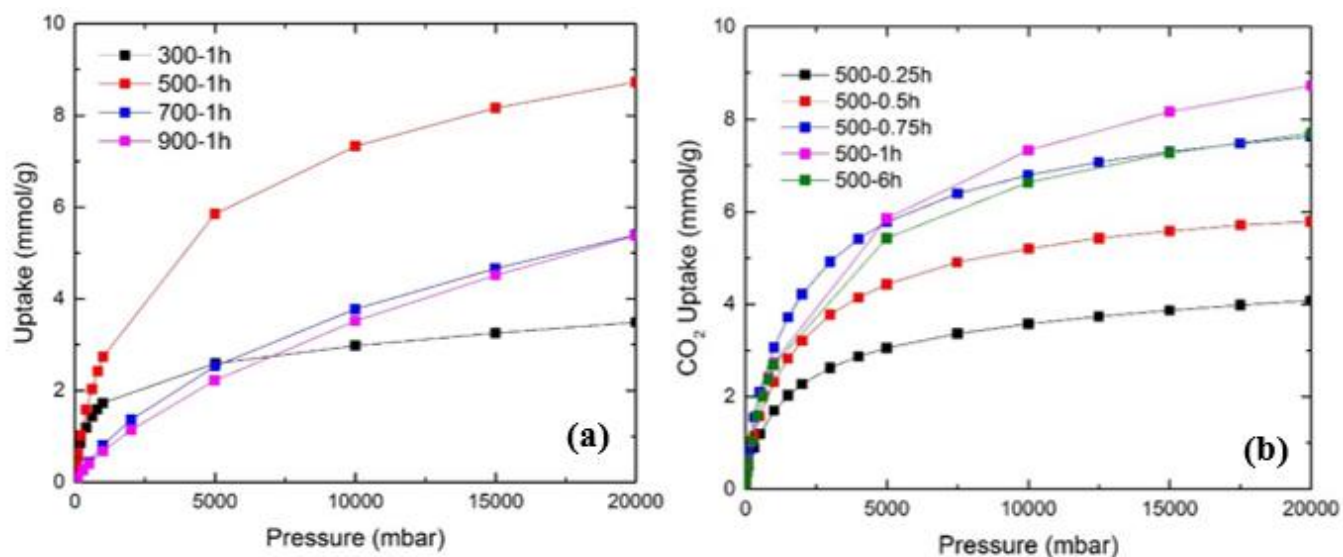 10
8
6
4
2
0
Uptake (mmol/g)
300-1h
500-1h
700-1h
900-1h
(a)
0 5000 10000 15000 20000
Pressure (mbar)
10
8
6
4
2
0
CO₂ Uptake (mmol/g)
500-0.25h
500-0.5h
500-0.75h
500-1h
500-6h
(b)
0 5000 10000 15000 20000
Pressure (mbar)